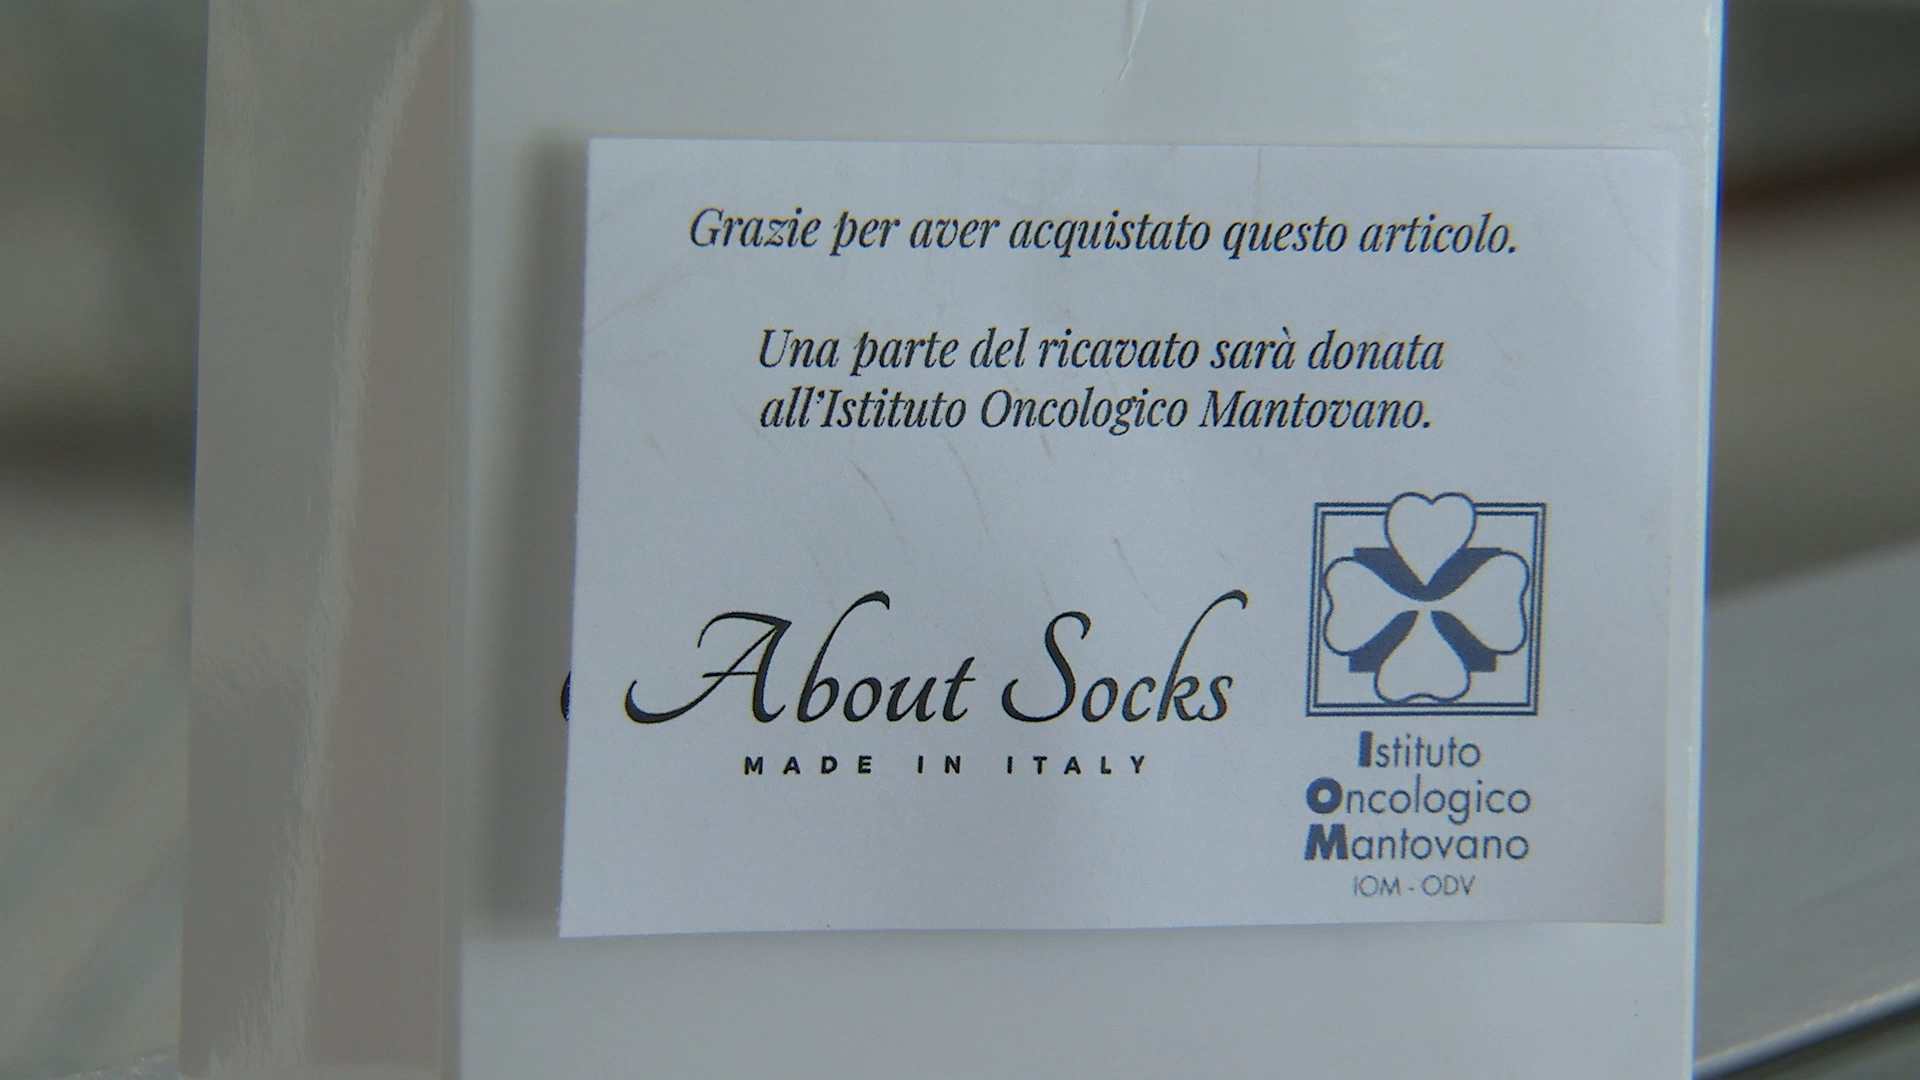 Grazie per aver acquistato questo articolo.
Una parte del ricavato sarà donata
all'Istituto Oncologico Mantovano.
About Socks
MADE IN ITALY
Istituto
Oncologico
Mantovano
IOM - ODV